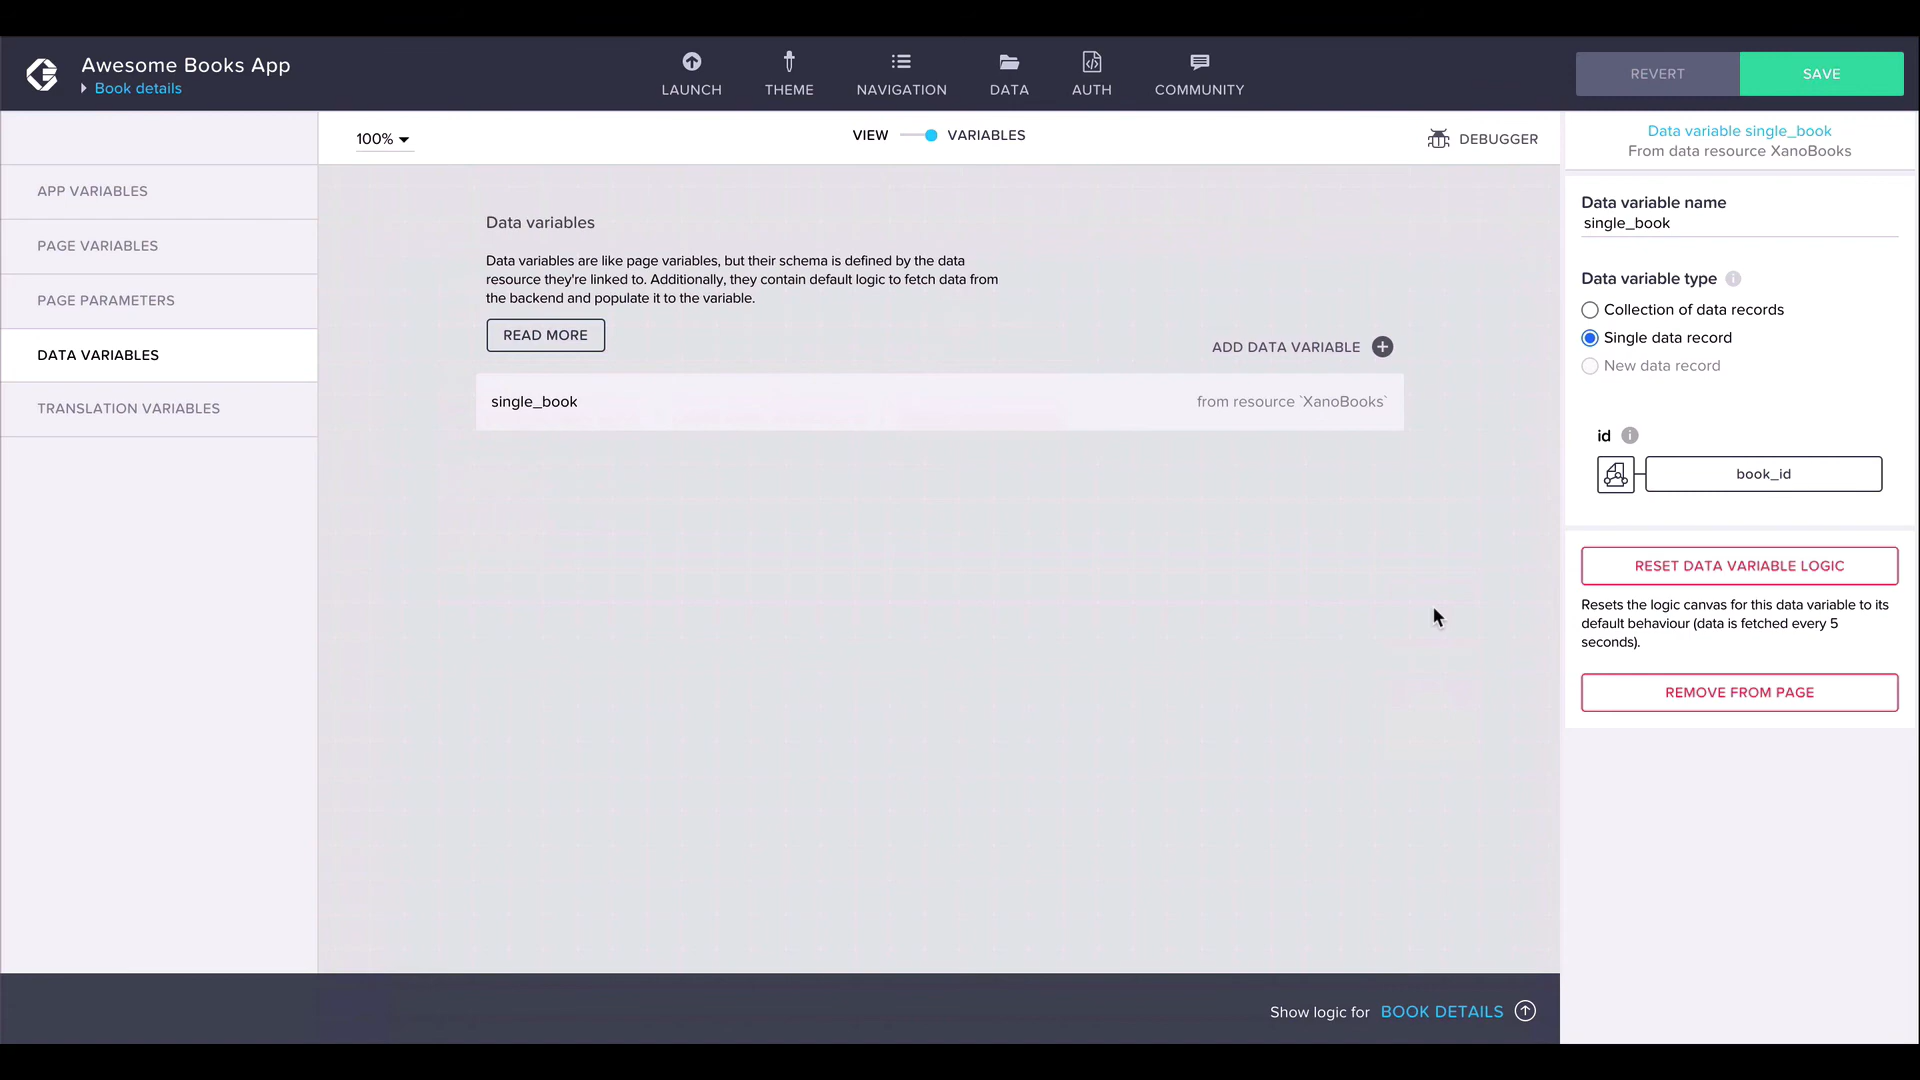 Awesome Books App
Book details
LAUNCH
THEME
NAVIGATION
DATA
AUTH
COMMUNITY
REVERT
SAVE
100%
VIEW
VARIABLES
DEBUGGER
APP VARIABLES
PAGE VARIABLES
PAGE PARAMETERS
DATA VARIABLES
TRANSLATION VARIABLES
Data variables
Data variables are like page variables, but their schema is defined by the data
resource they're linked to. Additionally, they contain default logic to fetch data from
the backend and populate it to the variable.
READ MORE
ADD DATA VARIABLE
single_book
from resource `XanoBooks`
Data variable single_book
From data resource XanoBooks
Data variable name
single_book
Data variable type
Collection of data records
Single data record
New data record
id
book_id
RESET DATA VARIABLE LOGIC
Resets the logic canvas for this data variable to its
default behaviour (data is fetched every 5
seconds).
REMOVE FROM PAGE
Show logic for BOOK DETAILS